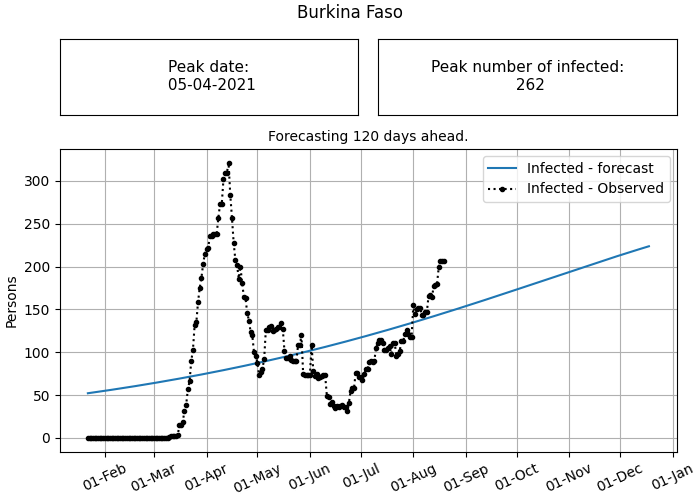 Burkina Faso
Peak date:
05-04-2021
Peak number of infected:
262
Forecasting 120 days ahead.
Infected - forecast
Infected - Observed
Persons
300
250
200
150
100
50
0
01-Feb
01-Mar
01-Apr
01-May
01-Jun
01-Jul
01-Aug
01-Sep
01-Oct
01-Nov
01-Dec
01-Jan